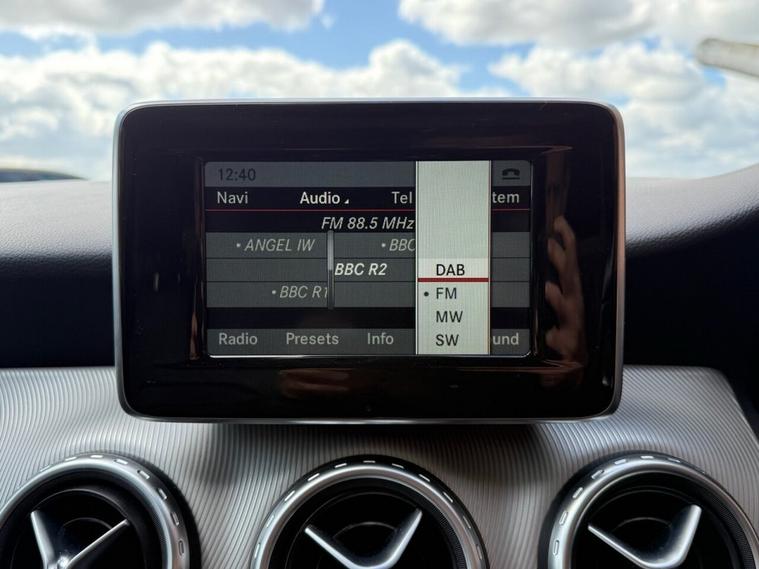 12:40
Navi Audio Tel tem
FM 88.5 MHz
• ANGEL IW • BBC
BBC R2
• BBC R1
DAB
• FM
MW
SW
Radio Presets Info und